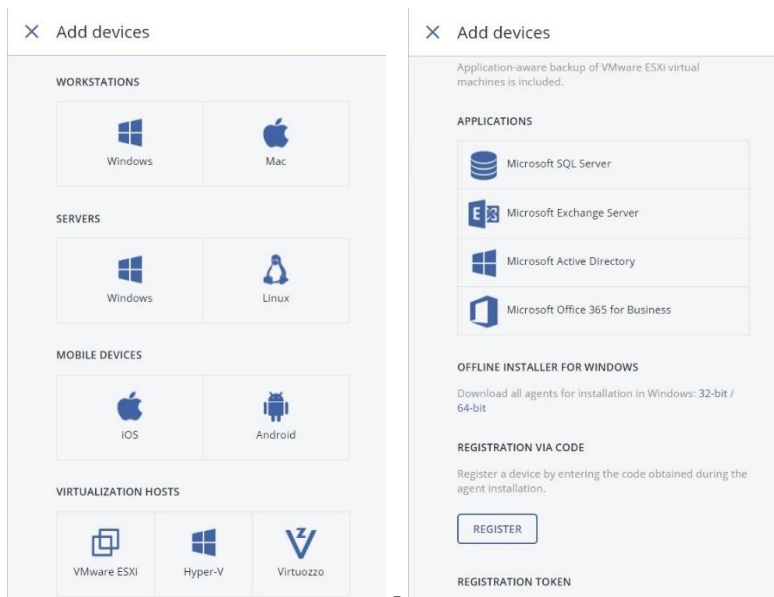 Add devices
WORKSTATIONS
Windows
Mac
SERVERS
Windows
Linux
MOBILE DEVICES
iOS
Android
VIRTUALIZATION HOSTS
VMware ESXi
Hyper-V
Virtuozzo
Add devices
Application-aware backup of VMware ESXi virtual
machines is included.
APPLICATIONS
Microsoft SQL Server
Microsoft Exchange Server
Microsoft Active Directory
Microsoft Office 365 for Business
OFFLINE INSTALLER FOR WINDOWS
Download all agents for installation in Windows: 32-bit /
64-bit
REGISTRATION VIA CODE
Register a device by entering the code obtained during the
agent installation.
REGISTER
REGISTRATION TOKEN